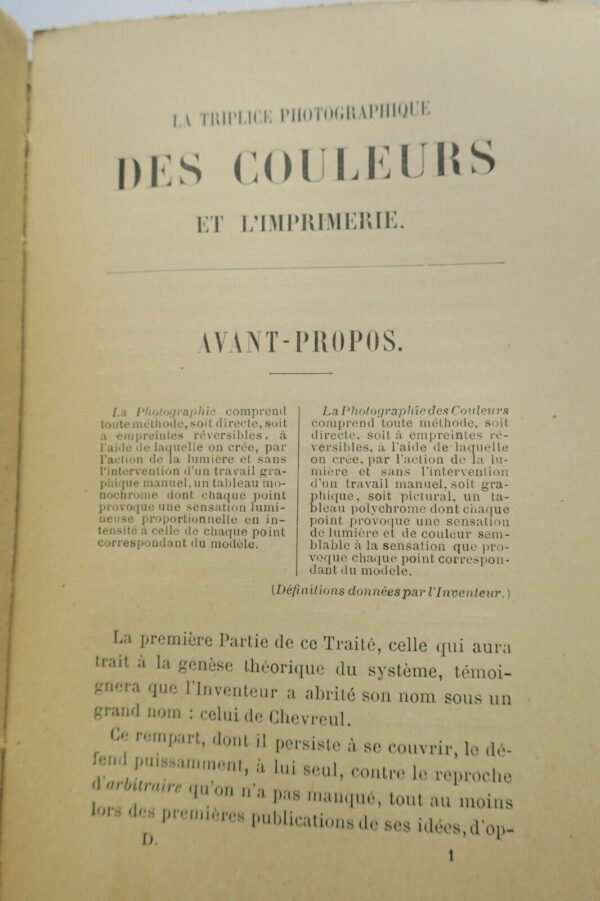 LA TRIPLICE PHOTOGRAPHIQUE
DES COULEURS
ET L'IMPRIMERIE.
AVANT-PROPOS.
La Photographie comprend
toute méthode, soit directe, soit
à empreintes réversibles, à
l'aide de laquelle on crée, par
l'action de la lumière et sans
l'intervention d'un travail gra-
phique manuel, un tableau mo-
nochrome dont chaque point
provoque une sensation lumi-
neuse proportionnelle en in-
tensité à celle de chaque point
correspondant du modèle.
La Photographie des Couleurs
comprend toute méthode, soit
directe, soit à empreintes ré-
versibles, à l'aide de laquelle
on crée, par l'action de la lu-
mière et sans l'intervention
d'un travail manuel, soit gra-
phique, soit pictural, un ta-
bleau polychrome dont chaque
point provoque une sensation
de lumière et de couleur sem-
blable à la sensation que pro-
voque chaque point correspon-
dant du modèle.
(Définitions données par l'Inventeur.)
La première Partie de ce Traité, celle qui aura
trait à la genèse théorique du système, témoi-
gnera que l'Inventeur a abrité son nom sous un
grand nom : celui de Chevreul.
Ce rempart, dont il persiste à se couvrir, le dé-
fend puissamment, à lui seul, contre le reproche
d'arbitraire qu'on n'a pas manqué, tout au moins
lors des premières publications de ses idées, d'op-
D.
1